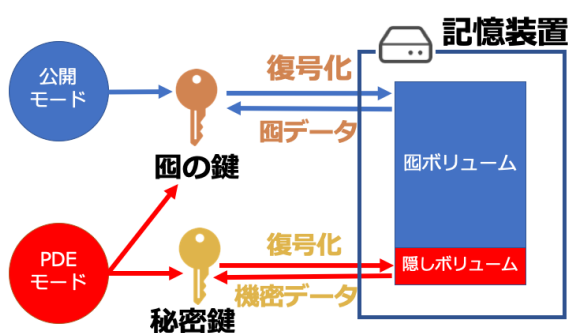 記憶装置
公開
モード
復号化
囮データ
囮の鍵
囮ボリューム
PDE
モード
復号化
機密データ
秘密鍵
隠しボリューム